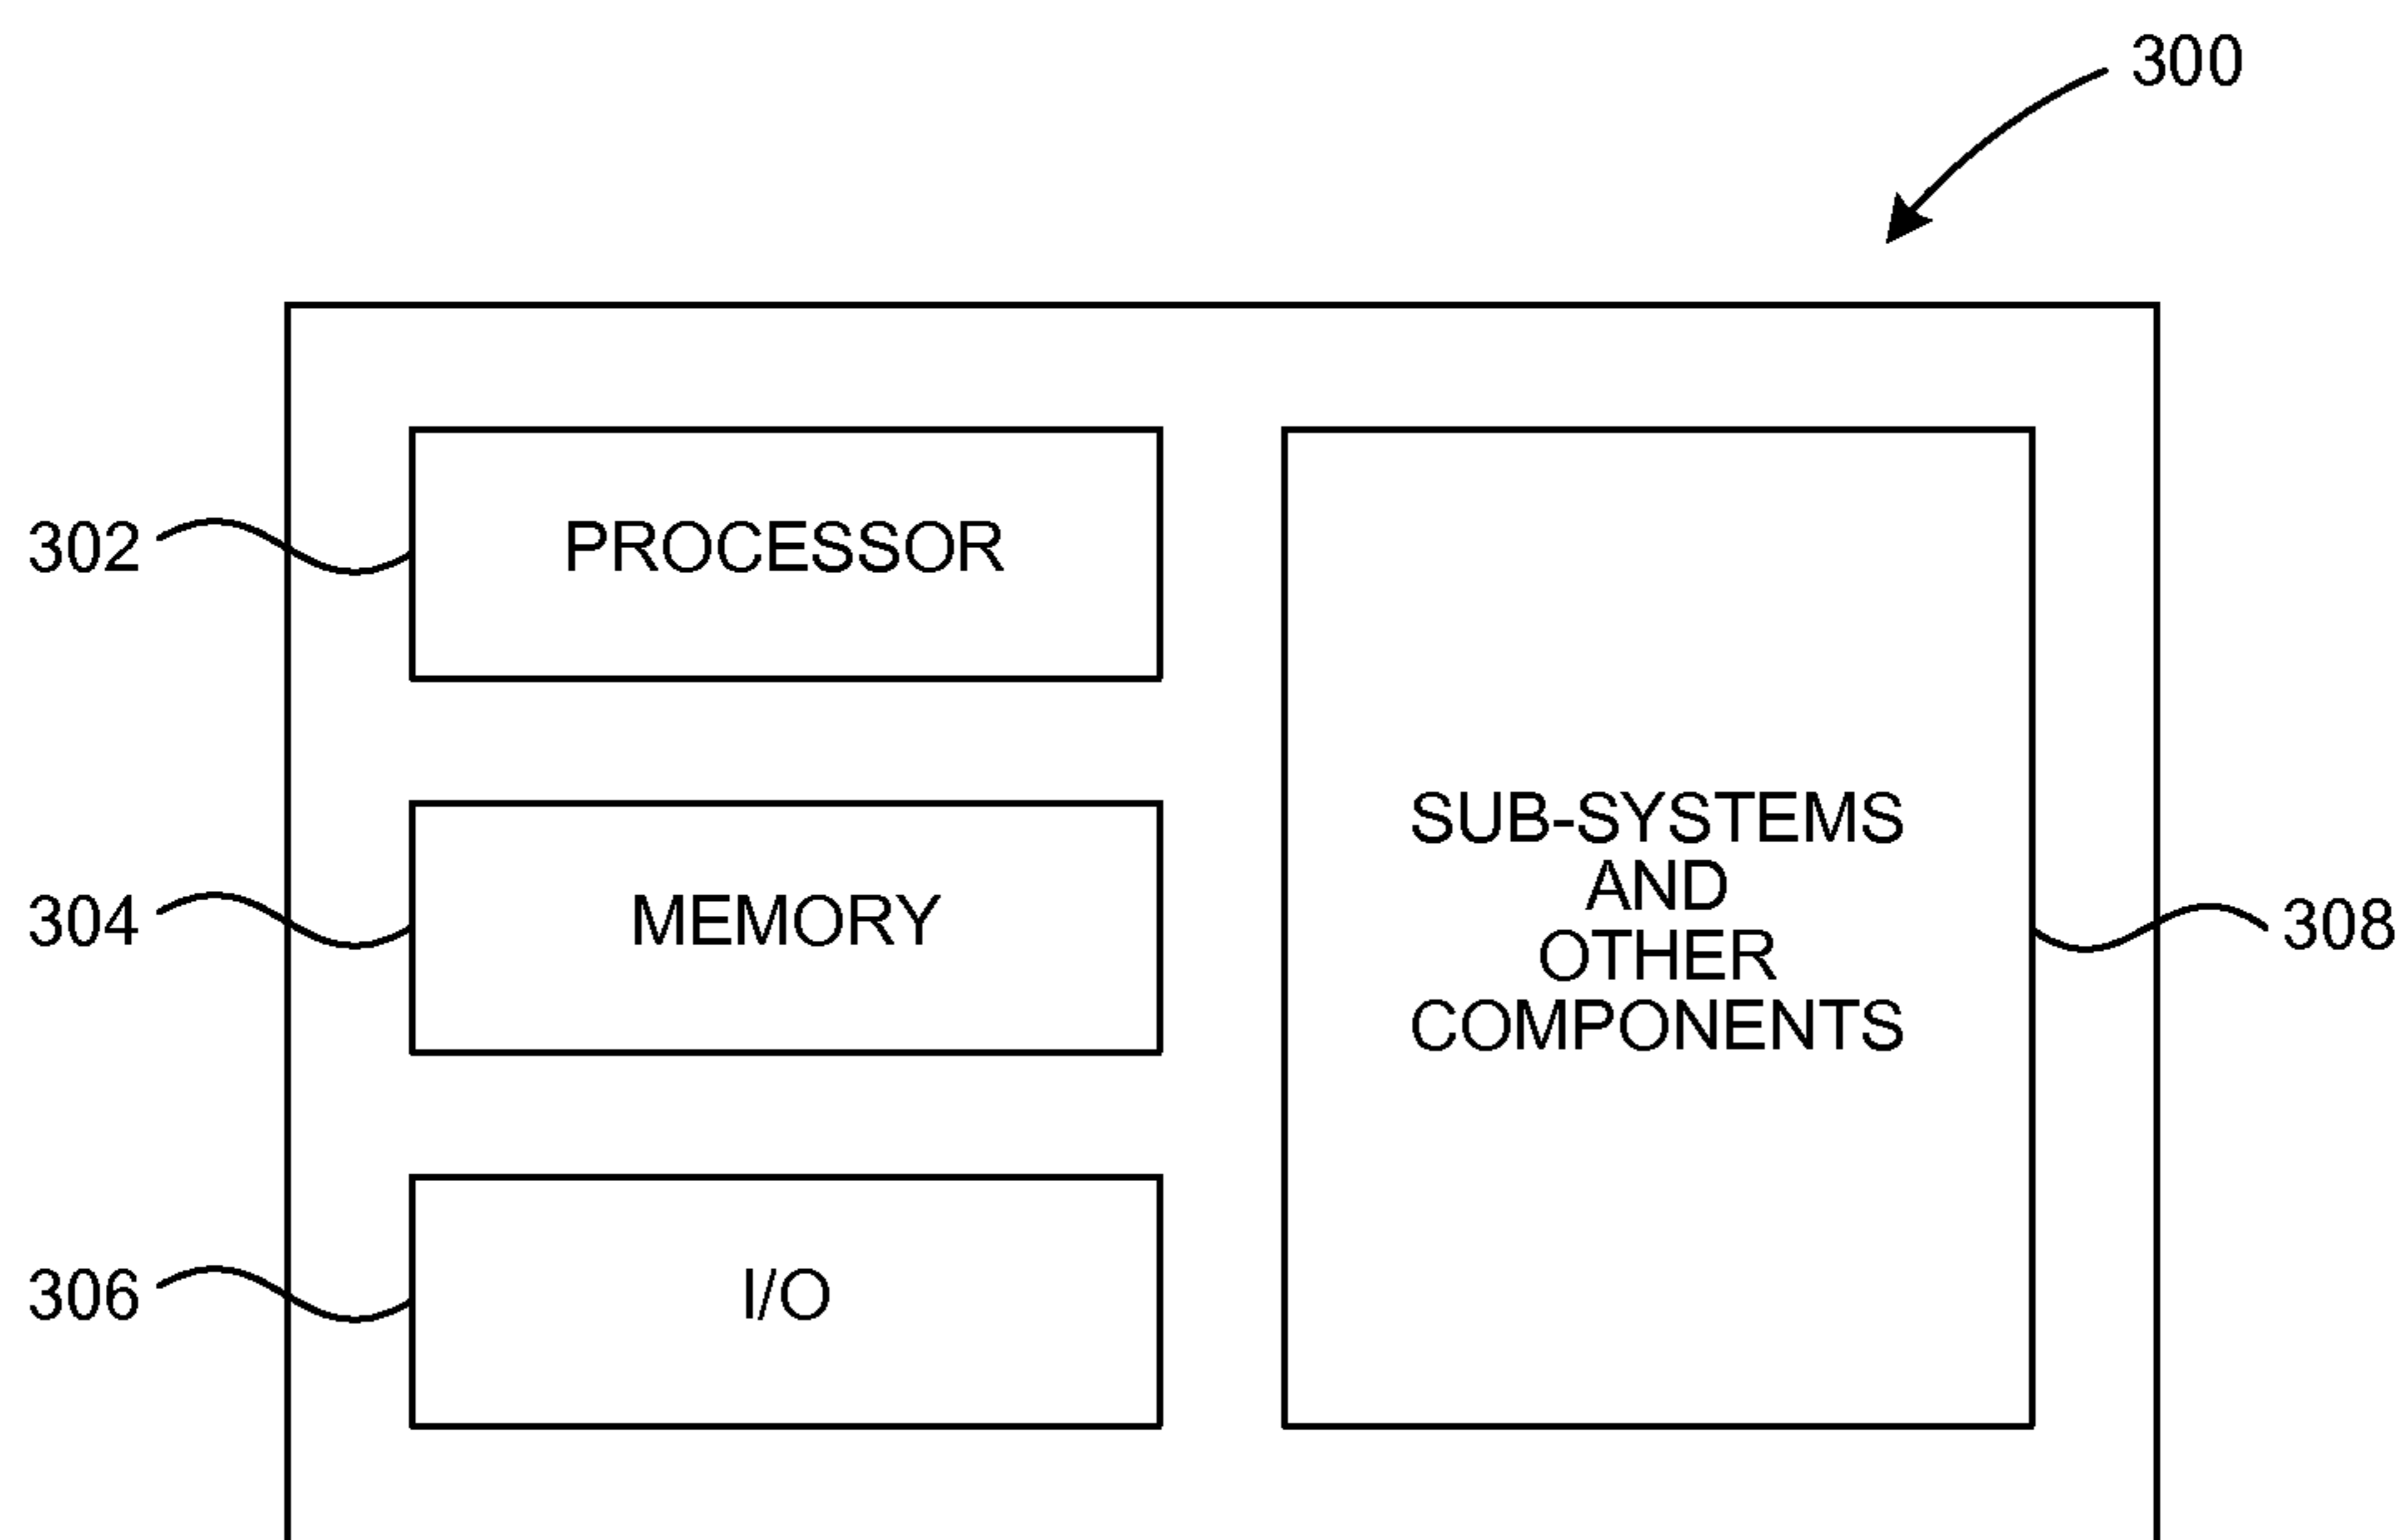 300
302
PROCESSOR
304
MEMORY
306
I/O
SUB-SYSTEMS
AND
OTHER
COMPONENTS
308